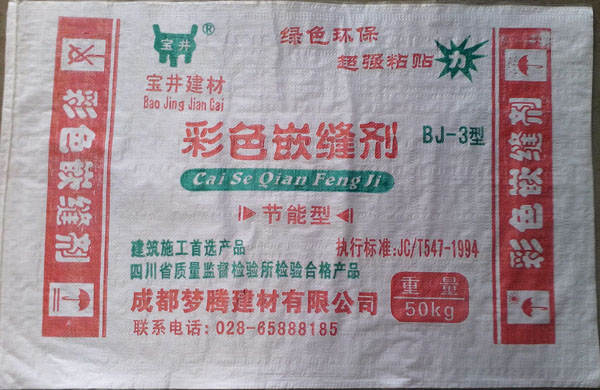 宝井®
绿色环保
超强粘贴力
宝井建材
Bao Jing Jian Cai
彩色嵌缝剂
BJ-3型
Cai Se Qian Feng Ji
节能型
建筑施工首选产品
执行标准:JC/T547-1994
四川省质量监督检验所检验合格产品
成都梦腾建材有限公司
重量
50kg
联系电话: 028-65888185
彩色嵌缝剂
彩色嵌缝剂